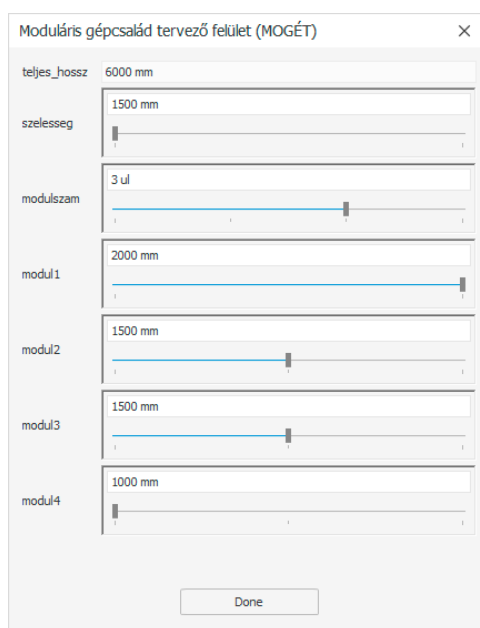 Moduláris gépcsalád tervező felület (MOGÉT)
teljes_hossz 6000 mm
szelesseg 1500 mm
modulszam 3 ul
modul1 2000 mm
modul2 1500 mm
modul3 1500 mm
modul4 1000 mm
Done